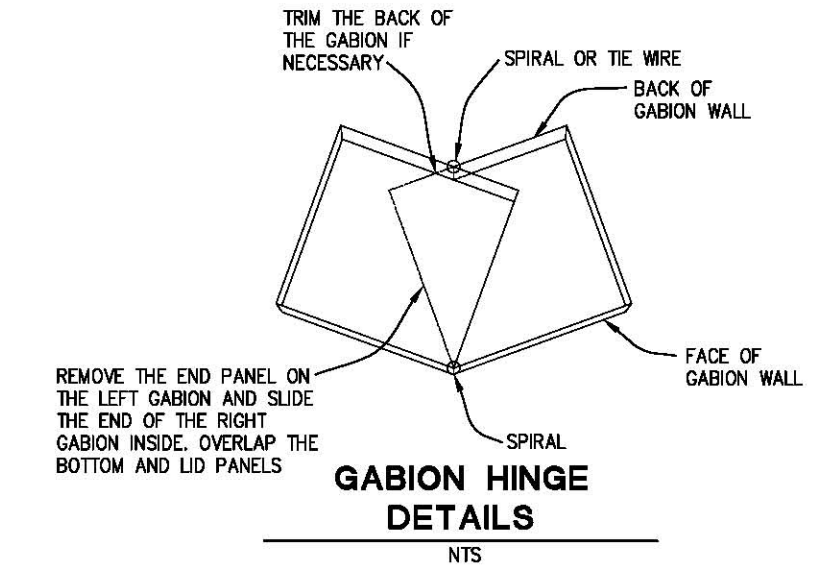 TRIM THE BACK OF
THE GABION IF
NECESSARY
SPIRAL OR TIE WIRE
BACK OF
GABION WALL
FACE OF
GABION WALL
REMOVE THE END PANEL ON
THE LEFT GABION AND SLIDE
THE END OF THE RIGHT
GABION INSIDE. OVERLAP THE
BOTTOM AND LID PANELS
SPIRAL
GABION HINGE
DETAILS
NTS